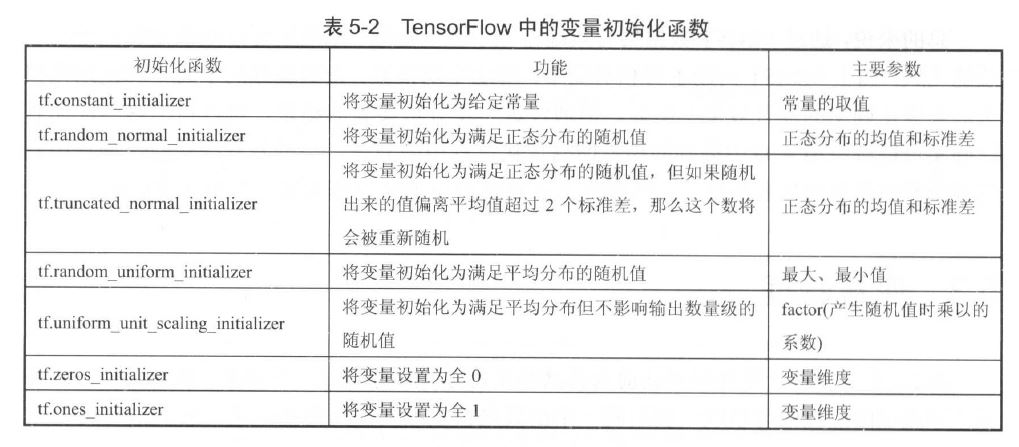 表 5-2 TensorFlow 中的变量初始化函数
初始化函数 功能 主要参数
tf.constant_initializer 将变量初始化为给定常量 常量的取值
tf.random_normal_initializer 将变量初始化为满足正态分布的随机值 正态分布的均值和标准差
将变量初始化为满足正态分布的随机值，但如果随机
tf.truncated_normal_initializer 出来的值偏离平均值超过 2 个标准差，那么这个数将 正态分布的均值和标准差
会被重新随机
tf.random_uniform_initializer 将变量初始化为满足平均分布的随机值 最大、最小值
tf.uniform_unit_scaling_initializer 将变量初始化为满足平均分布但不影响输出数量级的 factor(产生随机值时乘以的
随机值 系数)
tf.zeros_initializer 将变量设置为全 0 变量维度
tf.ones_initializer 将变量设置为全 1 变量维度